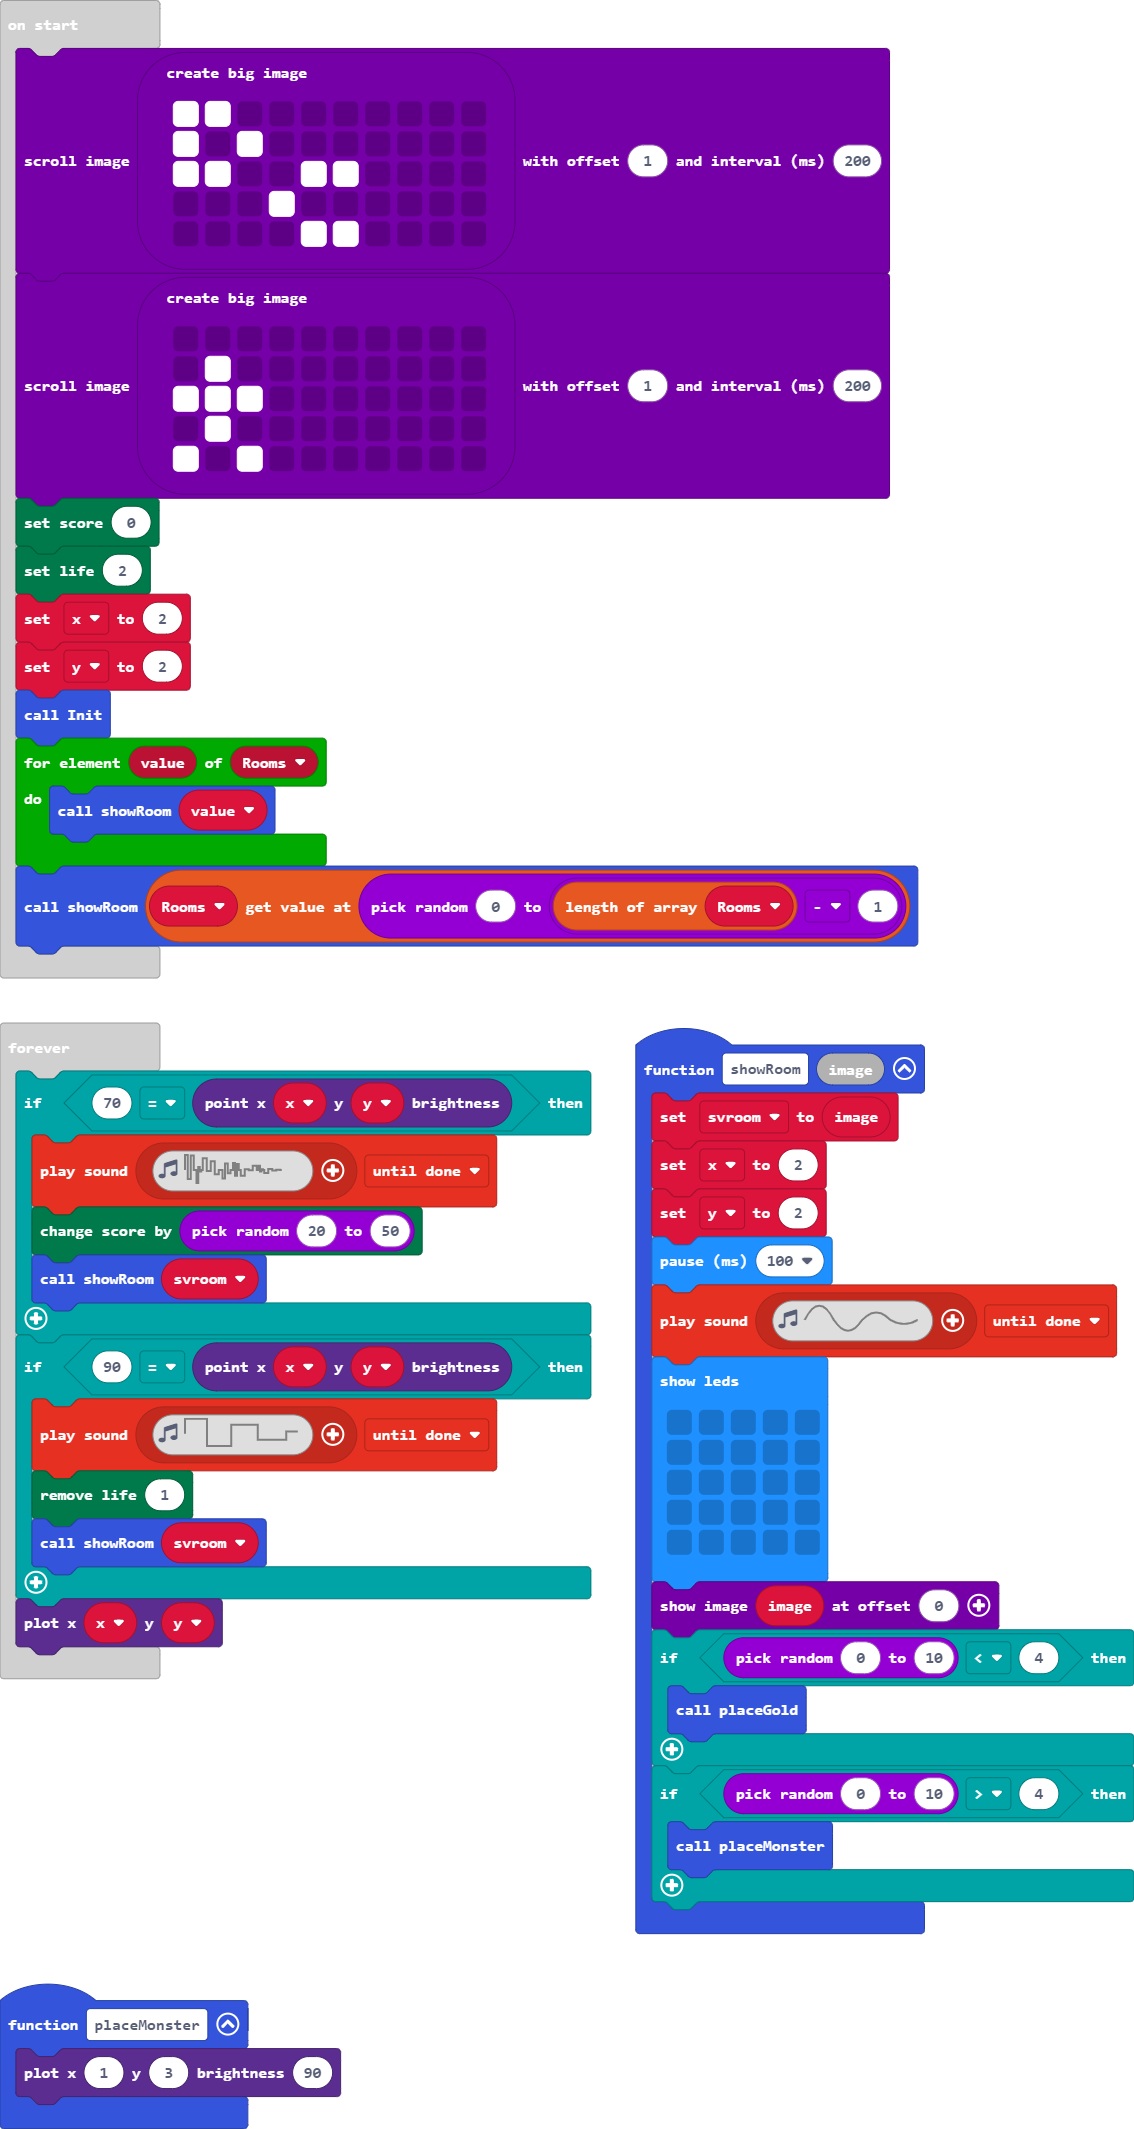 on start
create big image
scroll image with offset 1 and interval (ms) 200
create big image
scroll image with offset 1 and interval (ms) 200
set score 0
set life 2
set x to 2
set y to 2
call Init
for element value of Rooms
do call showRoom value
call showRoom Rooms get value at pick random 0 to length of array Rooms - 1
forever
if 70 = point x x y y brightness then
play sound until done
change score by pick random 20 to 50
call showRoom svroom
if 90 = point x x y y brightness then
play sound until done
remove life 1
call showRoom svroom
plot x x y y
function showRoom image
set svroom to image
set x to 2
set y to 2
pause (ms) 100
play sound until done
show leds
show image image at offset 0
if pick random 0 to 10 < 4 then
call placeGold
if pick random 0 to 10 > 4 then
call placeMonster
function placeMonster
plot x 1 y 3 brightness 90